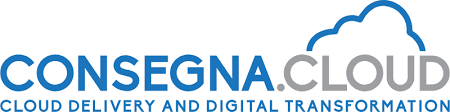 CONSEGNA.CLOUD
CLOUD DELIVERY AND DIGITAL TRANSFORMATION